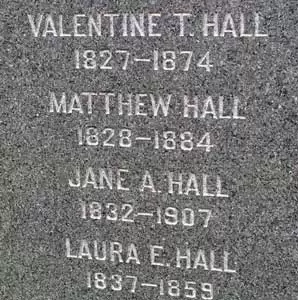 VALENTINE T. HALL
1827–1874
MATTHEW HALL
1828–1884
JANE A. HALL
1832–1907
LAURA E. HALL
1837–1859